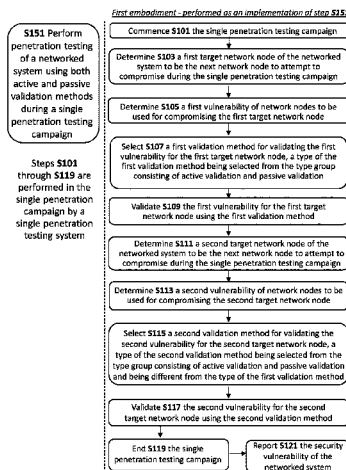 First embodiment - performed as an implementation of step S151
S151 Perform
penetration testing
of a networked
system using both
active and passive
validation methods
during a single
penetration testing
campaign
Steps S101
through S119 are
performed in the
single penetration
campaign by a
single penetration
testing system
Commence S101 the single penetration testing campaign
Determine S103 a first target network node of the networked
system to be the next network node to attempt to
compromise during the single penetration testing campaign
Determine S105 a first vulnerability of network nodes to be
used for compromising the first target network node
Select S107 a first validation method for validating the first
vulnerability for the first target network node, a type of the
first validation method being selected from the type group
consisting of active validation and passive validation
Validate S109 the first vulnerability for the first target
network node using the first validation method
Determine S111 a second target network node of the
networked system to be the next network node to attempt to
compromise during the single penetration testing campaign
Determine S113 a second vulnerability of network nodes to be
used for compromising the second target network node
Select S115 a second validation method for validating the
second vulnerability for the second target network node, a
type of the second validation method being selected from the
type group consisting of active validation and passive validation
and being different from the type of the first validation method
Validate S117 the second vulnerability for the second
target network node using the second validation method
End S119 the single
penetration testing campaign
Report S121 the security
vulnerability of the
networked system